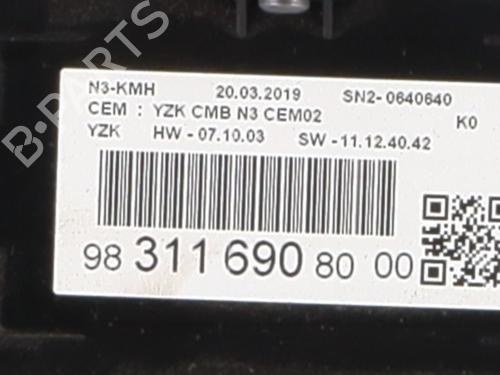 B-PARTS
N3-KMH 20.03.2019 SN2- 0640640
CEM : YZK CMB N3 CEM02 K0
YZK HW - 07.10.03 SW - 11.12.40.42
98 311 690 80 00